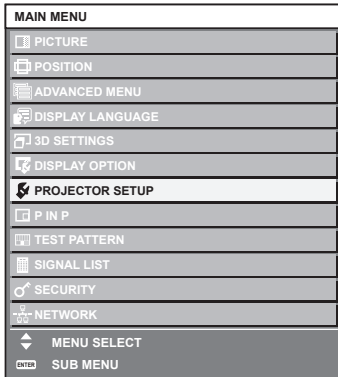 MAIN MENU
PICTURE
POSITION
ADVANCED MENU
DISPLAY LANGUAGE
3D SETTINGS
DISPLAY OPTION
PROJECTOR SETUP
P IN P
TEST PATTERN
SIGNAL LIST
SECURITY
NETWORK
MENU SELECT
ENTER SUB MENU